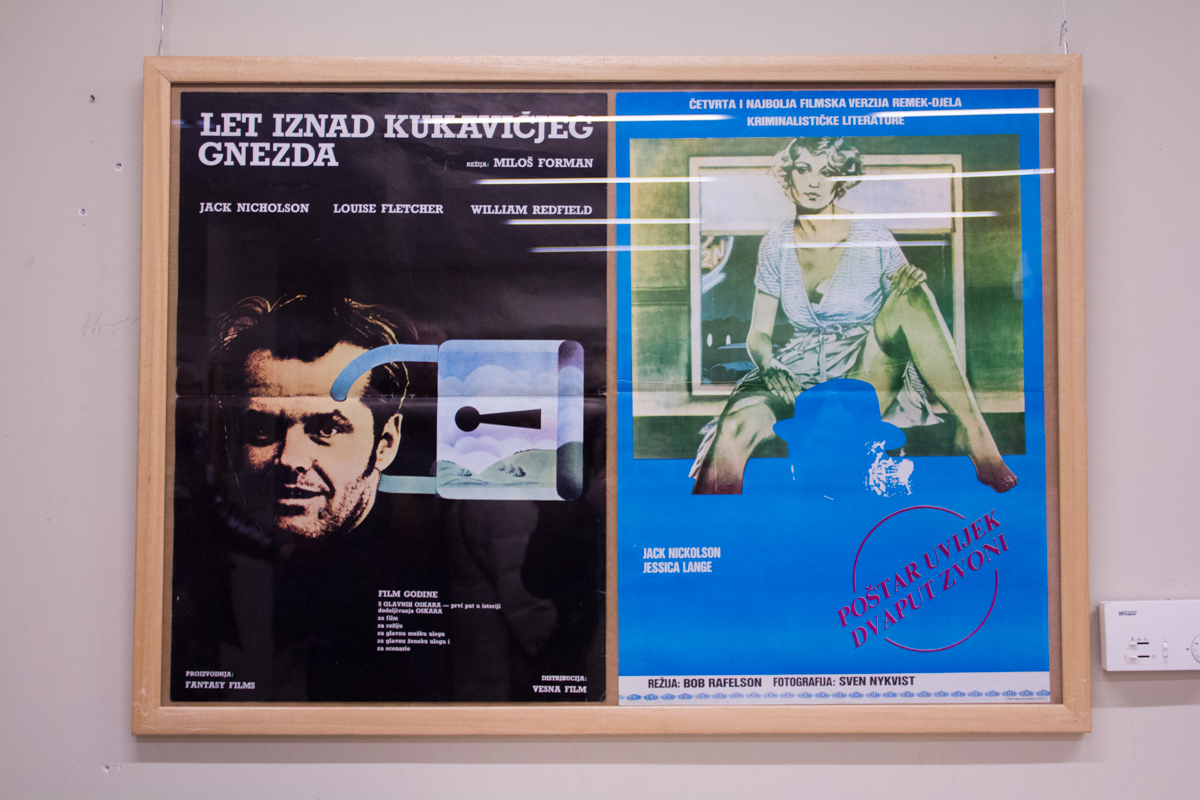 LET IZNAD KUKAVIČJEG
GNEZDA
REŽIJA: MILOŠ FORMAN
JACK NICHOLSON LOUISE FLETCHER WILLIAM REDFIELD
FILM GODINE
5 GLAVNIH OSKARA — prvi put u istoriji
dodeljivanja OSKARA
za film
za režiju
za glavnu mušku ulogu
za glavnu žensku ulogu i
za scenario
PROIZVODNJA:
FANTASY FILMS
DISTRIBUCIJA:
VESNA FILM
ČETVRTA I NAJBOLJA FILMSKA VERZIJA REMEK-DJELA
KRIMINALISTIČKE LITERATURE
JACK NICKOLSON
JESSICA LANGE
POŠTAR UVIJEK
DVAPUT ZVONI
REŽIJA: BOB RAFELSON FOTOGRAFIJA: SVEN NYKVIST